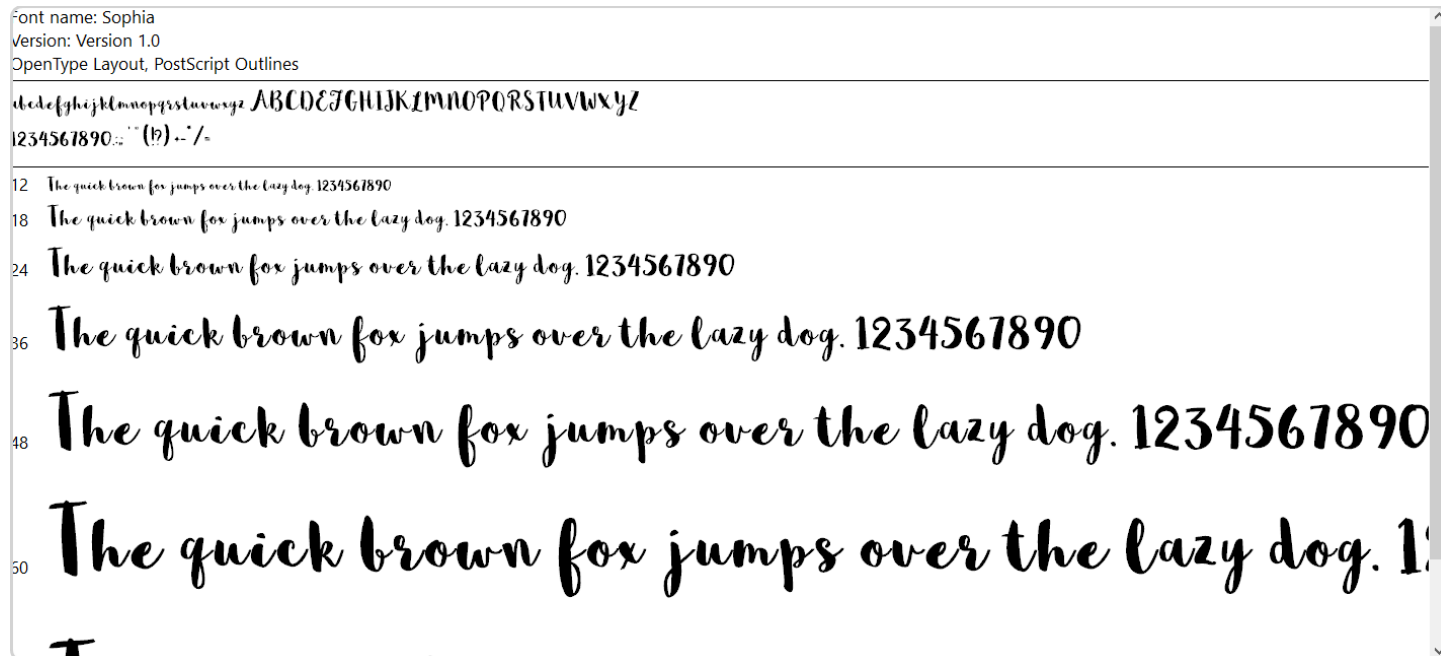 Font name: Sophia
Version: Version 1.0
OpenType Layout, PostScript Outlines
abcdefghijklmnopqrstuvwxyz ABCDEFGHIJKLMNOPQRSTUVWXYZ
1234567890.:,; ' " (!?) +-*/=
12 The quick brown fox jumps over the lazy dog. 1234567890
18 The quick brown fox jumps over the lazy dog. 1234567890
24 The quick brown fox jumps over the lazy dog. 1234567890
36 The quick brown fox jumps over the lazy dog. 1234567890
48 The quick brown fox jumps over the lazy dog. 1234567890
60 The quick brown fox jumps over the lazy dog. 1